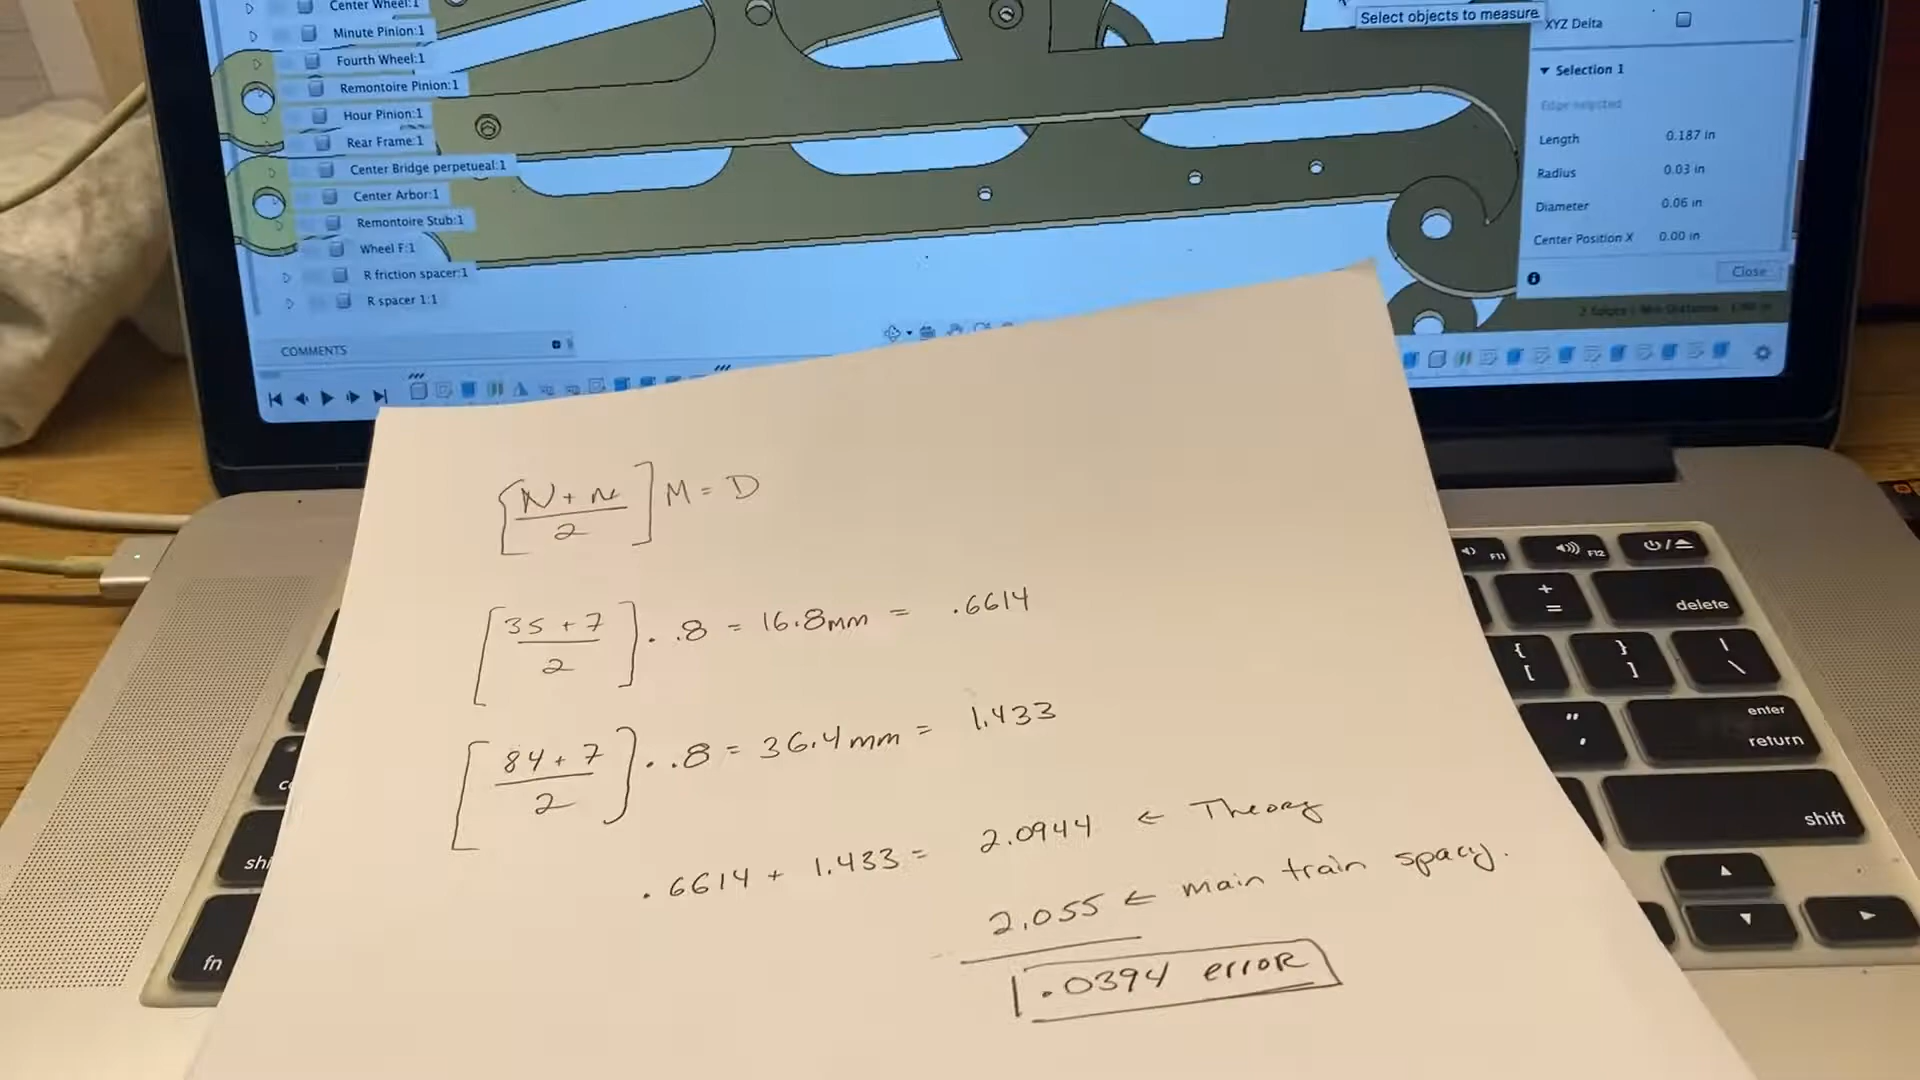 Center Wheel:1
Minute Pinion:1
Fourth Wheel:1
Remontoire Pinion:1
Hour Pinion:1
Rear Frame:1
Center Bridge perpetueal:1
Center Arbor:1
Remontoire Stub:1
Wheel F:1
R friction spacer:1
R spacer 1:1
COMMENTS
Select objects to measure
XYZ Delta
Selection 1
Edge selected
Length 0.187 in
Radius 0.03 in
Diameter 0.06 in
Center Position X 0.00 in
Close
[N + n / 2] M = D
[35 + 7 / 2] . .8 = 16.8mm = .6614
[84 + 7 / 2] . .8 = 36.4mm = 1.433
.6614 + 1.433 = 2.0944 ← Theory
2.055 ← main train spacy.
.0394 error
F11
F12
+
=
delete
{
[
}
]
|
\
"
enter
return
shift
fn